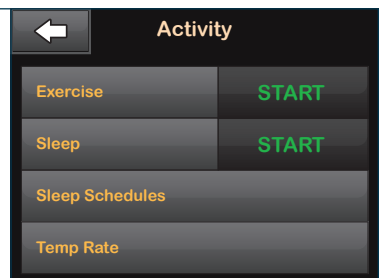 Activity
Exercise START
Sleep START
Sleep Schedules
Temp Rate